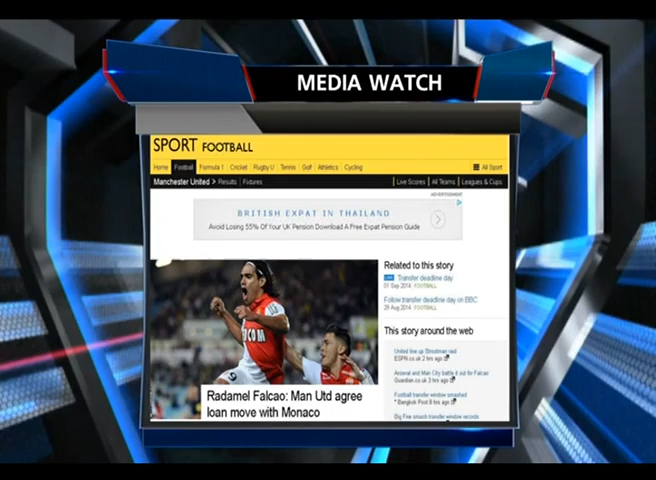 MEDIA WATCH
SPORT FOOTBALL
Home Football Formula 1 Cricket Rugby U Tennis Golf Athletics Cycling All Sport
Manchester United > Results Fixtures Live Scores All Teams Leagues & Cups
ADVERTISEMENT
BRITISH EXPAT IN THAILAND
Avoid Losing 55% Of Your UK Pension Download A Free Expat Pension Guide
Related to this story
LIVE Transfer deadline day
01 Sep 2014 FOOTBALL
Follow transfer deadline day on BBC
29 Aug 2014 FOOTBALL
This story around the web
United line up Strootman raid
ESPN.co.uk 2 hrs ago
Arsenal and Man City battle it out for Falcao
Guardian.co.uk 3 hrs ago
Football transfer window smashed
* Bangkok Post 8 hrs ago
Big Five smash transfer window records
Radamel Falcao: Man Utd agree
loan move with Monaco